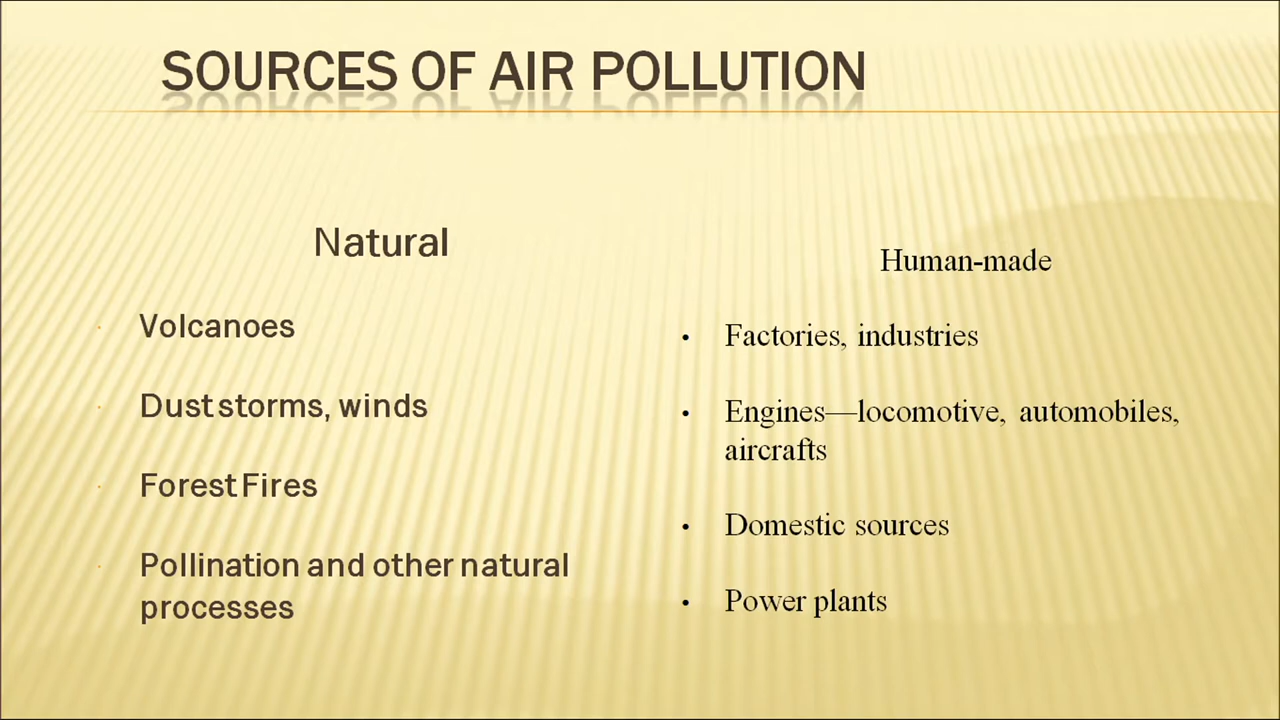 SOURCES OF AIR POLLUTION
Natural
Volcanoes
Dust storms, winds
Forest Fires
Pollination and other natural
processes
Human-made
• Factories, industries
• Engines—locomotive, automobiles,
aircrafts
• Domestic sources
• Power plants